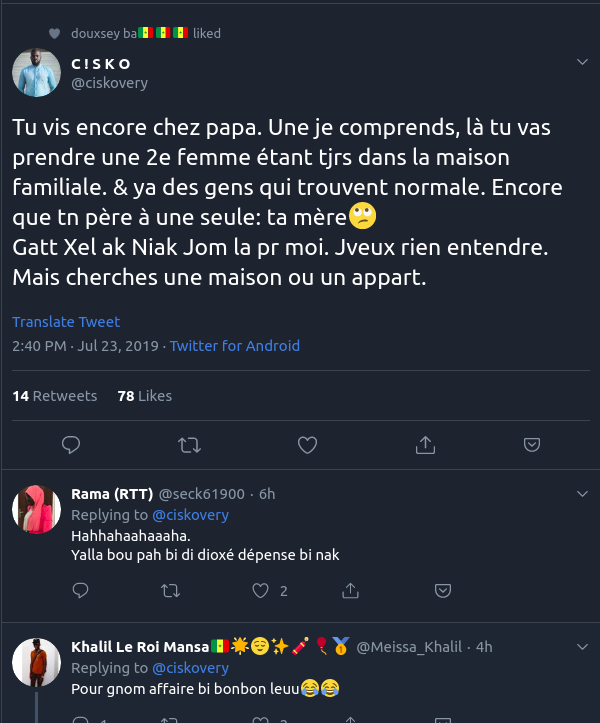 douxsey ba🇸🇳🇸🇳🇸🇳 liked
C ! S K O
@ciskovery
Tu vis encore chez papa. Une je comprends, là tu vas
prendre une 2e femme étant tjrs dans la maison
familiale. & ya des gens qui trouvent normale. Encore
que tn père à une seule: ta mère🙄
Gatt Xel ak Niak Jom la pr moi. Jveux rien entendre.
Mais cherches une maison ou un appart.
Translate Tweet
2:40 PM · Jul 23, 2019 · Twitter for Android
14 Retweets 78 Likes
Rama (RTT) @seck61900 · 6h
Replying to @ciskovery
Hahhahaahaaaha.
Yalla bou pah bi di dioxé dépense bi nak
2
Khalil Le Roi Mansa🇸🇳🌟😌✨🧨🎈🥇 @Meissa_Khalil · 4h
Replying to @ciskovery
Pour gnom affaire bi bonbon leuu😂😂